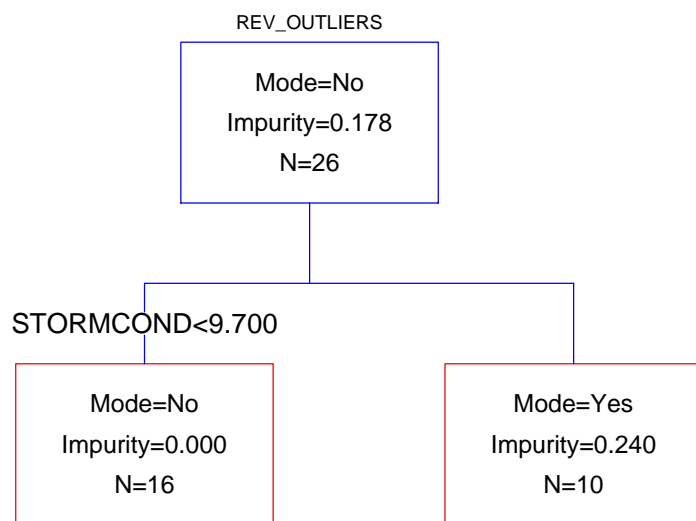 REV_OUTLIERS
Mode=No
Impurity=0.178
N=26
STORMCOND<9.700
Mode=No
Impurity=0.000
N=16
Mode=Yes
Impurity=0.240
N=10